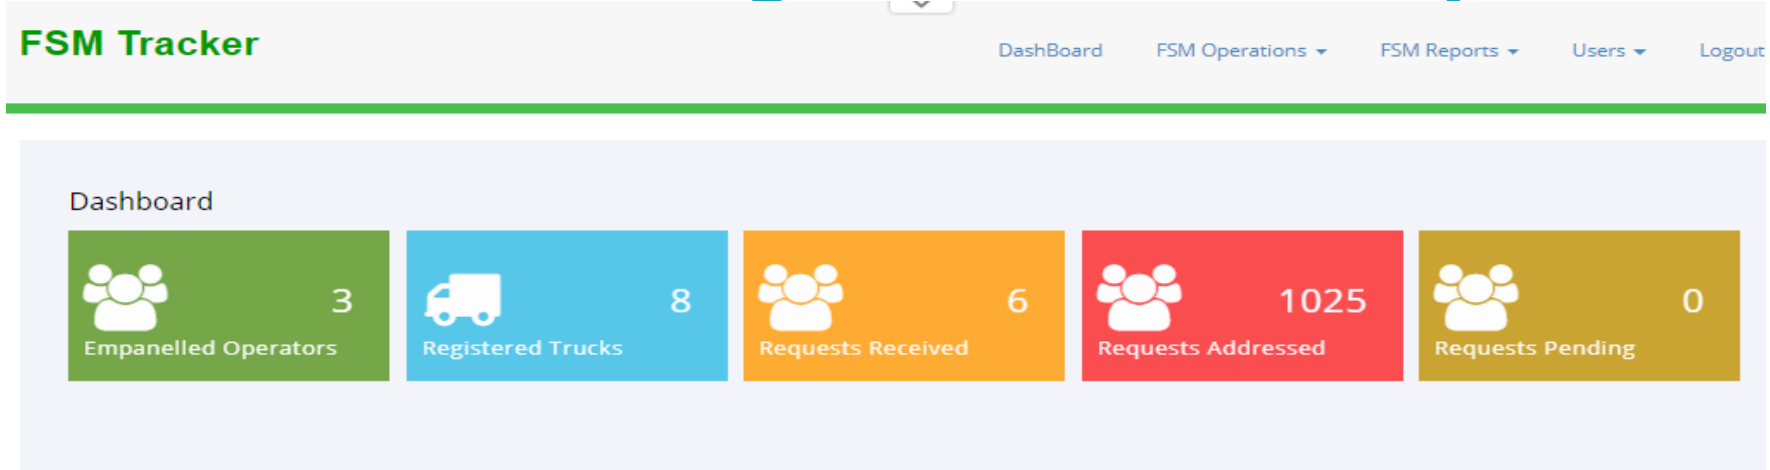 FSM Tracker
DashBoard FSM Operations FSM Reports Users Logout
Dashboard
3
Empanelled Operators
8
Registered Trucks
6
Requests Received
1025
Requests Addressed
0
Requests Pending